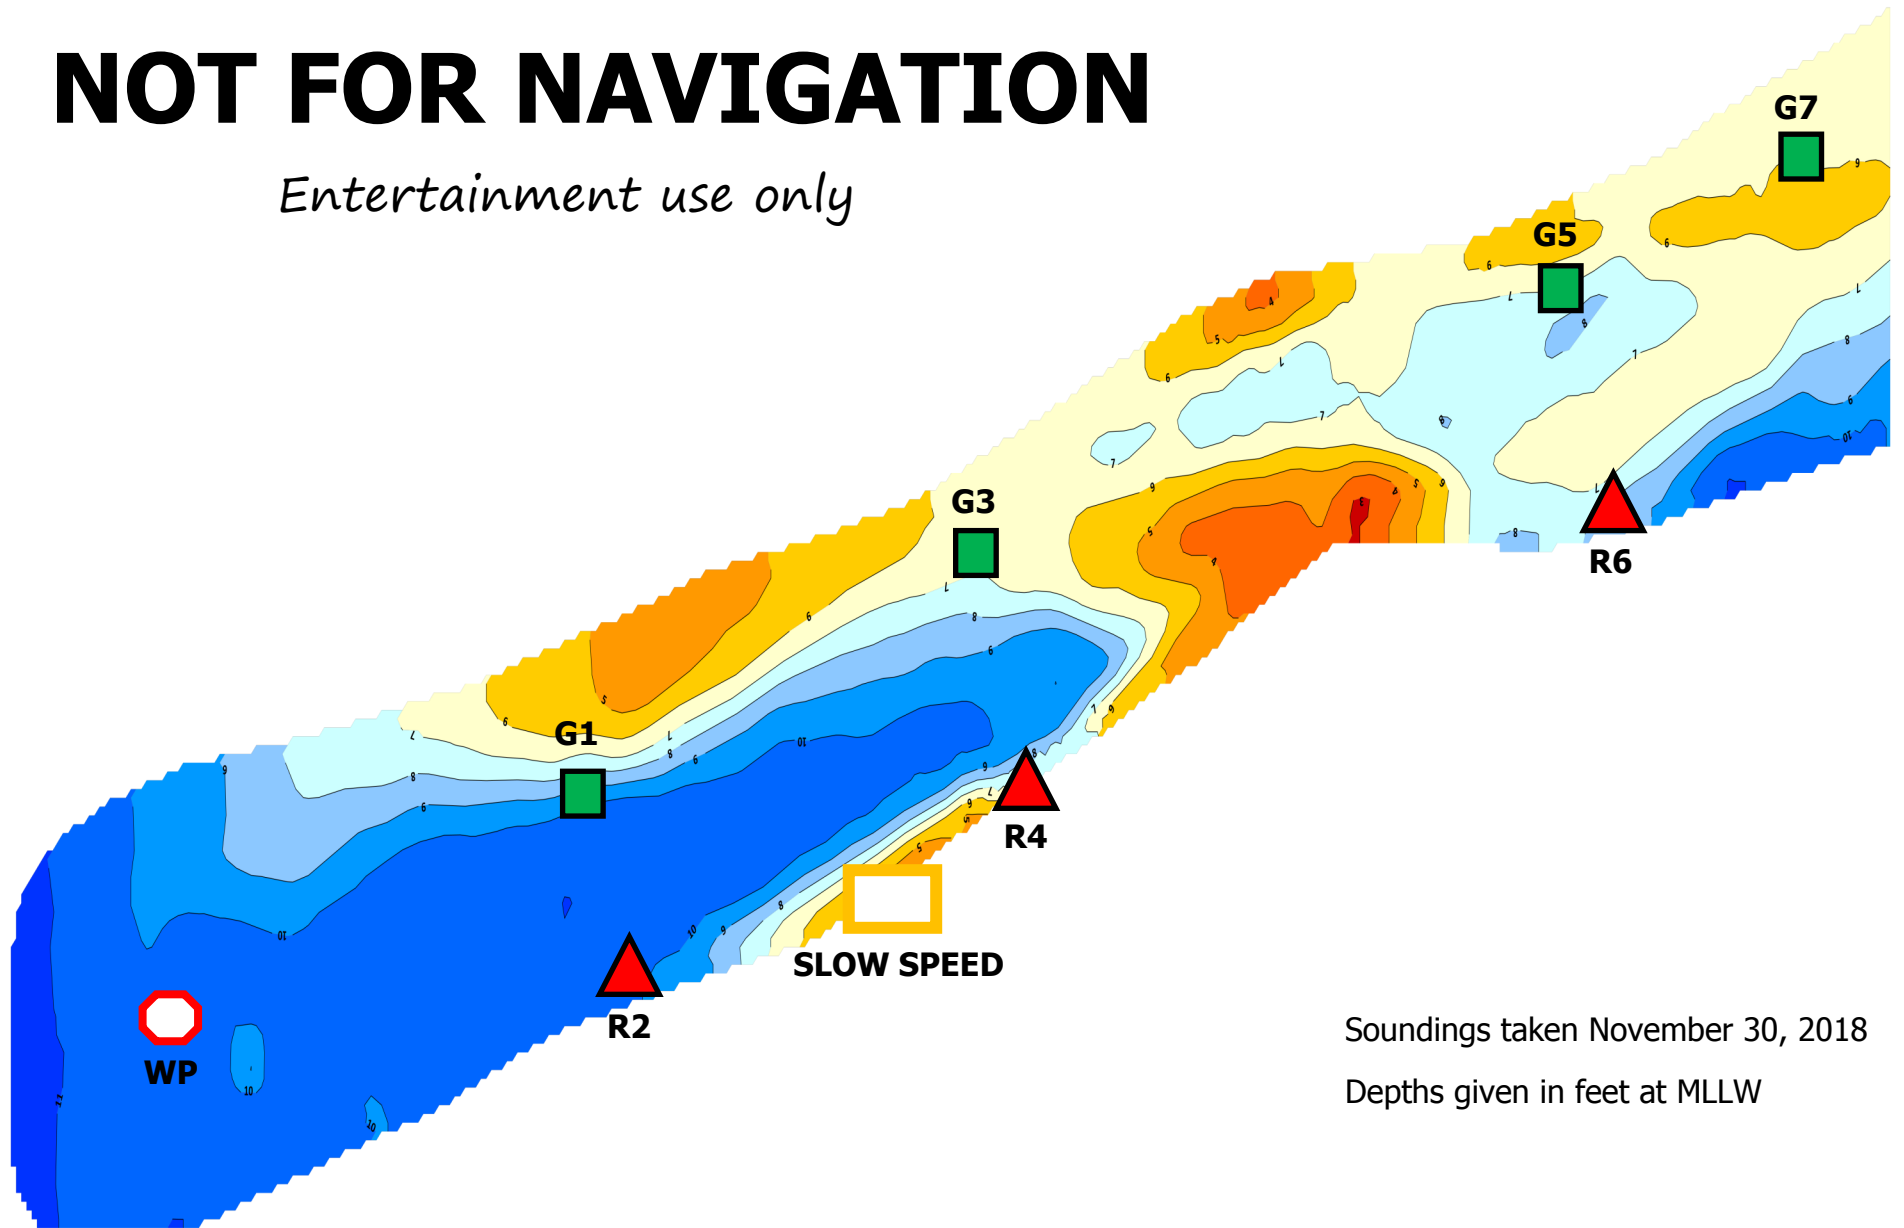 NOT FOR NAVIGATION
Entertainment use only
G7
G5
G3
G1
R6
R4
SLOW SPEED
R2
WP
Soundings taken November 30, 2018
Depths given in feet at MLLW